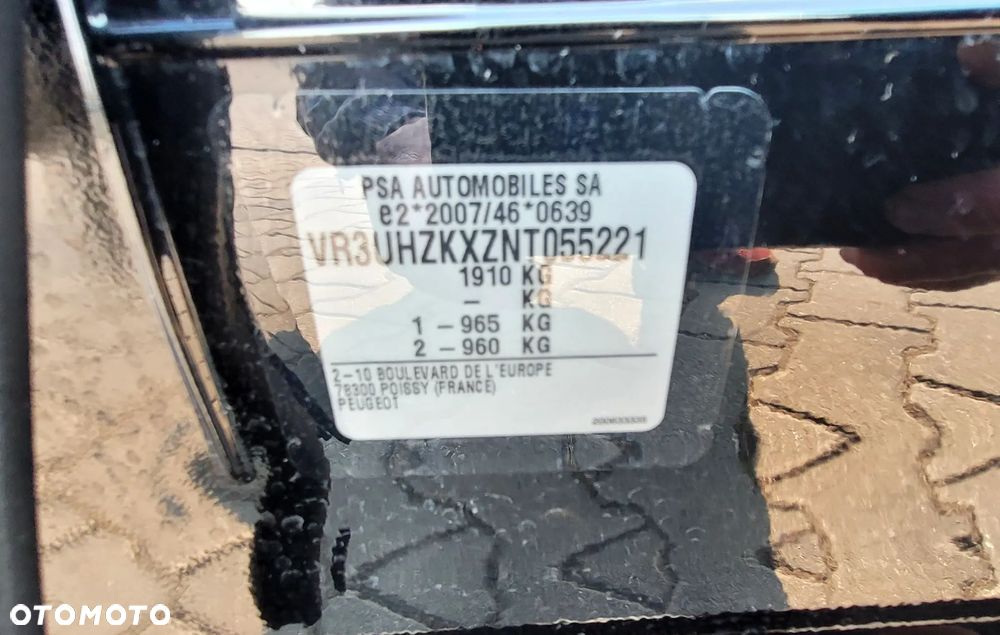 PSA AUTOMOBILES SA
e2*2007/46*0639
VR3UHZKXZNT055221
1910 KG
– KG
1 – 965 KG
2 – 960 KG
2–10 BOULEVARD DE L'EUROPE
78300 POISSY (FRANCE)
PEUGEOT
OTOMOTO